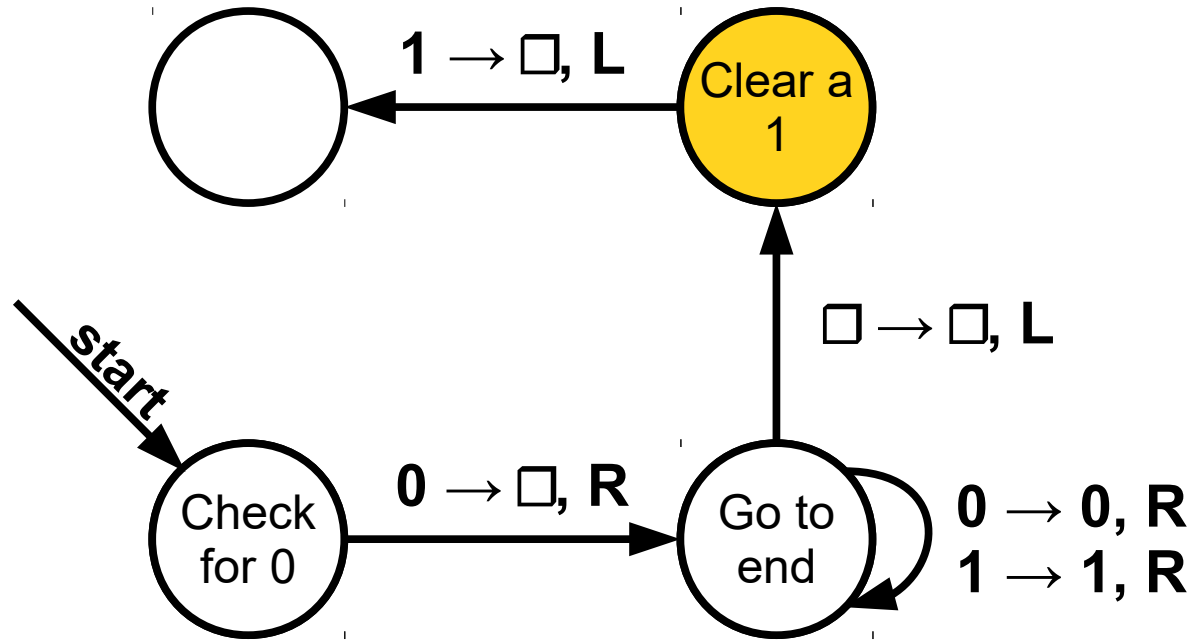 1 → □, L
Clear a
1
start
□ → □, L
Check
for 0
0 → □, R
Go to
end
0 → 0, R
1 → 1, R